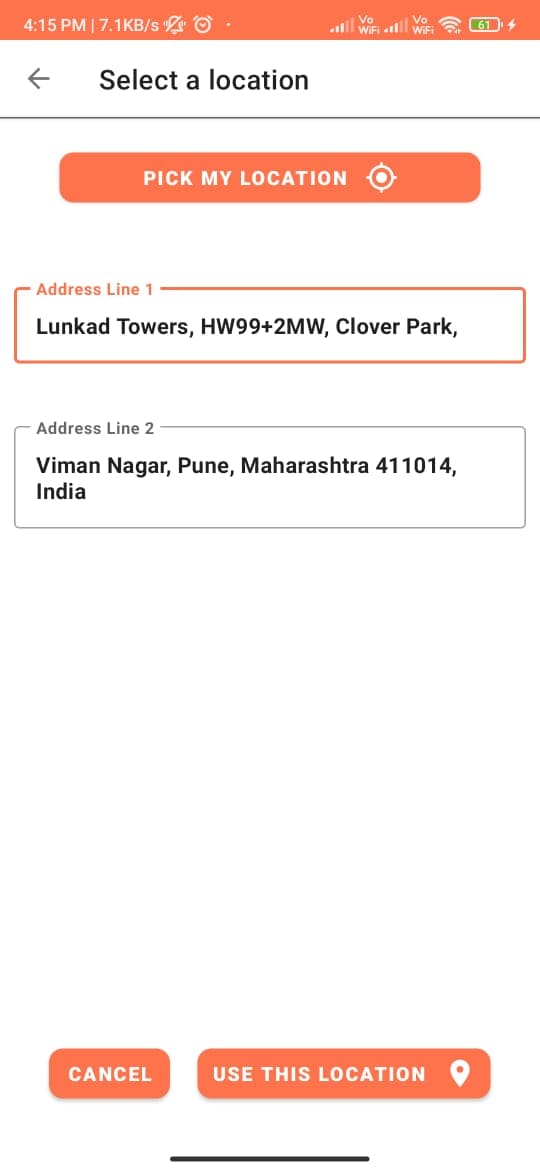 4:15 PM | 7.1KB/s
Vo WiFi Vo WiFi 61
Select a location
PICK MY LOCATION
Address Line 1
Lunkad Towers, HW99+2MW, Clover Park,
Address Line 2
Viman Nagar, Pune, Maharashtra 411014,
India
CANCEL
USE THIS LOCATION